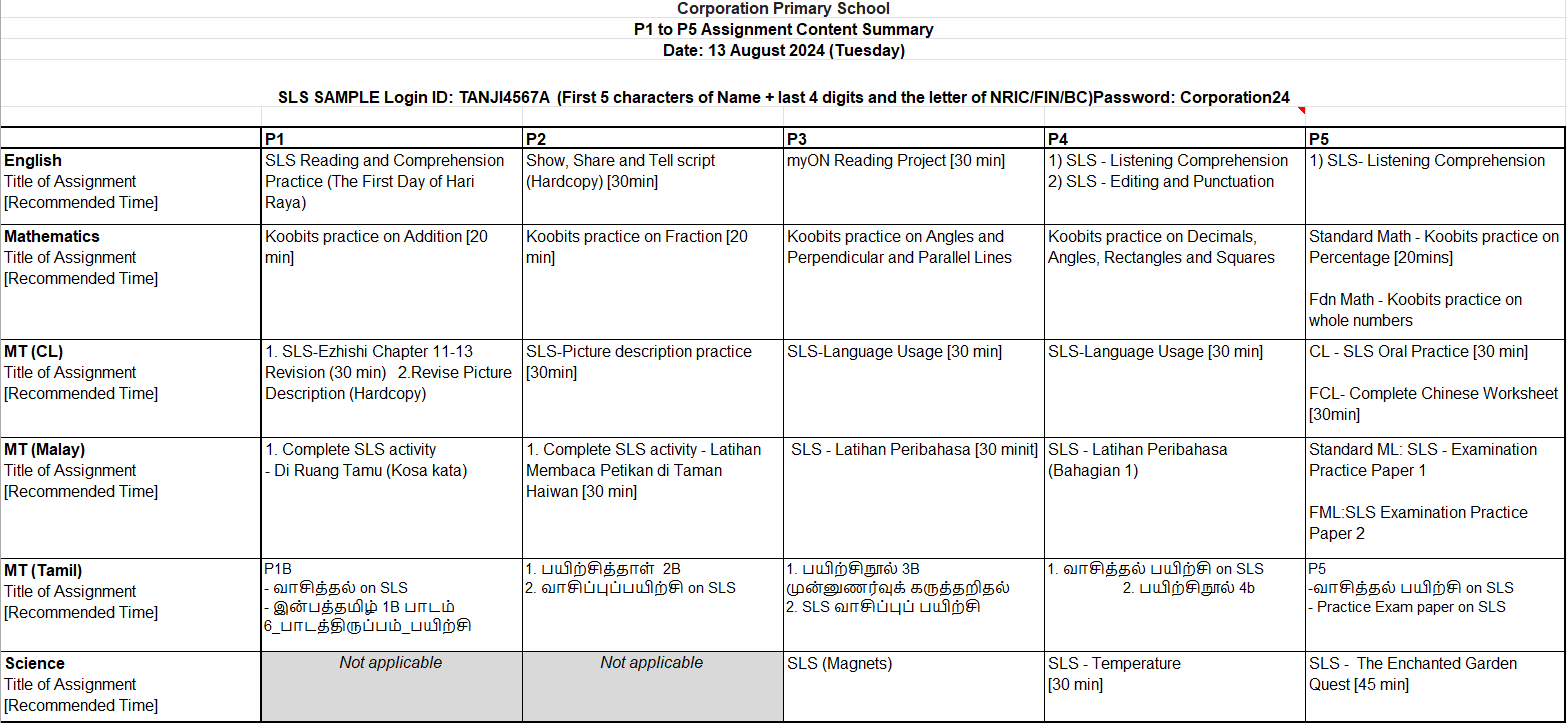 Corporation Primary School
P1 to P5 Assignment Content Summary
Date: 13 August 2024 (Tuesday)
SLS SAMPLE Login ID: TANJI4567A (First 5 characters of Name + last 4 digits and the letter of NRIC/FIN/BC)Password: Corporation24
P1
P2
P3
P4
P5
English
Title of Assignment
[Recommended Time]
SLS Reading and Comprehension
Practice (The First Day of Hari
Raya)
Show, Share and Tell script
(Hardcopy) [30min]
myON Reading Project [30 min]
1) SLS - Listening Comprehension
2) SLS - Editing and Punctuation
1) SLS- Listening Comprehension
Mathematics
Title of Assignment
[Recommended Time]
Koobits practice on Addition [20
min]
Koobits practice on Fraction [20
min]
Koobits practice on Angles and
Perpendicular and Parallel Lines
Koobits practice on Decimals,
Angles, Rectangles and Squares
Standard Math - Koobits practice on
Percentage [20mins]
Fdn Math - Koobits practice on
whole numbers
MT (CL)
Title of Assignment
[Recommended Time]
1. SLS-Ezhishi Chapter 11-13
Revision (30 min) 2.Revise Picture
Description (Hardcopy)
SLS-Picture description practice
[30min]
SLS-Language Usage [30 min]
SLS-Language Usage [30 min]
CL - SLS Oral Practice [30 min]
FCL- Complete Chinese Worksheet
[30min]
MT (Malay)
Title of Assignment
[Recommended Time]
1. Complete SLS activity
- Di Ruang Tamu (Kosa kata)
1. Complete SLS activity - Latihan
Membaca Petikan di Taman
Haiwan [30 min]
SLS - Latihan Peribahasa [30 minit]
SLS - Latihan Peribahasa
(Bahagian 1)
Standard ML: SLS - Examination
Practice Paper 1
FML:SLS Examination Practice
Paper 2
MT (Tamil)
Title of Assignment
[Recommended Time]
P1B
- வாசித்தல் on SLS
- இன்பத்தமிழ் 1B பாடம்
6_பாடத்திருப்பம்_பயிற்சி
1. பயிற்சித்தாள் 2B
2. வாசிப்புப்பயிற்சி on SLS
1. பயிற்சிநூல் 3B
முன்னுணர்வுக் கருத்தறிதல்
2. SLS வாசிப்புப் பயிற்சி
1. வாசித்தல் பயிற்சி on SLS
2. பயிற்சிநூல் 4b
P5
-வாசித்தல் பயிற்சி on SLS
- Practice Exam paper on SLS
Science
Title of Assignment
[Recommended Time]
Not applicable
Not applicable
SLS (Magnets)
SLS - Temperature
[30 min]
SLS - The Enchanted Garden
Quest [45 min]